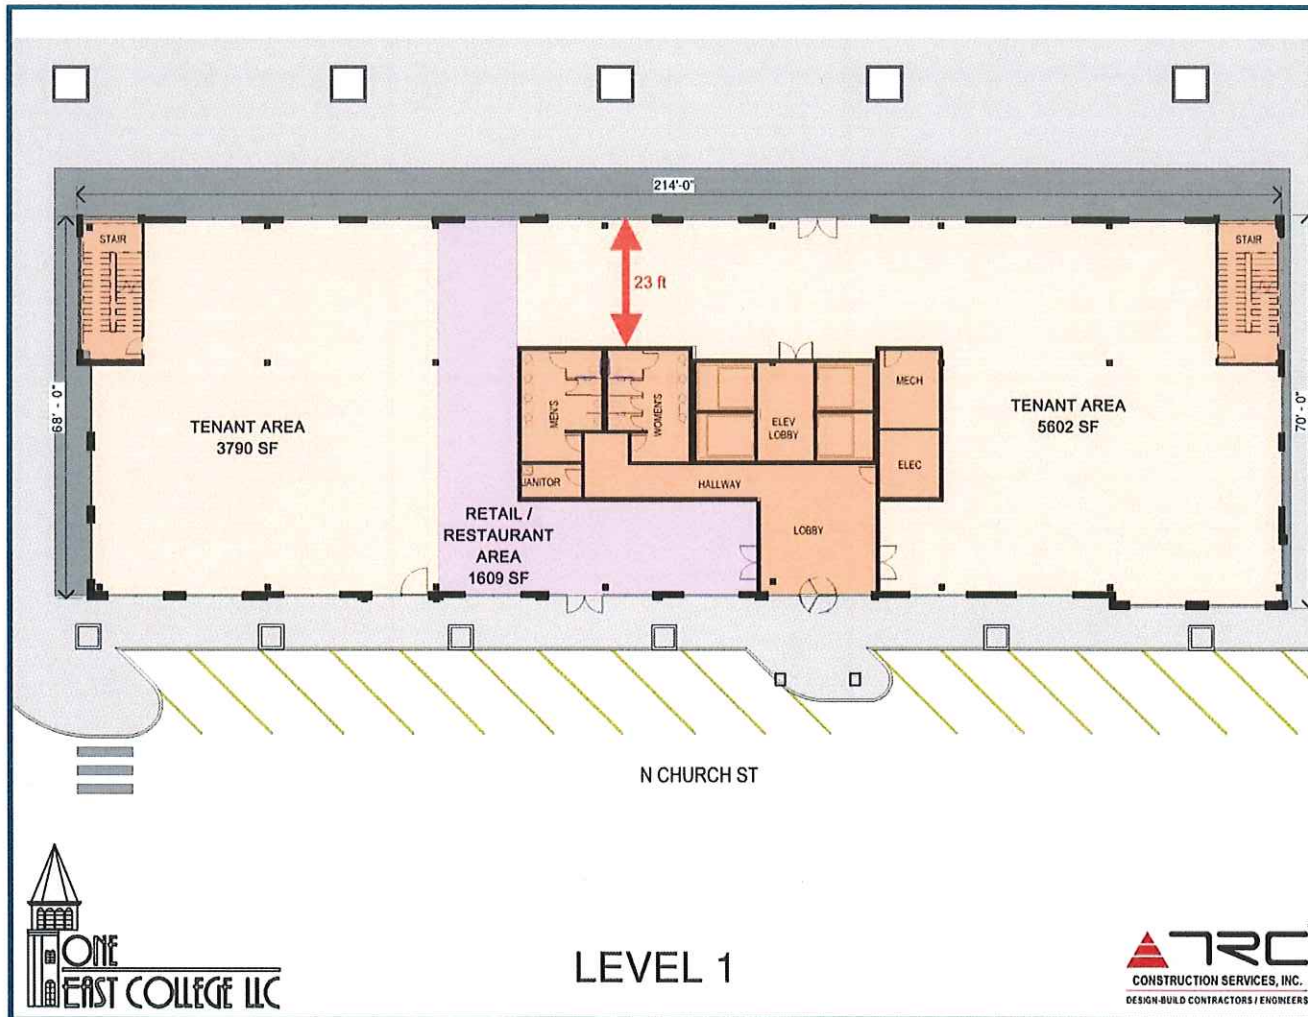 214'-0"
STAIR
STAIR
23 ft
68' - 0"
70' - 0"
TENANT AREA
3790 SF
MEN'S
WOMEN'S
ELEV
LOBBY
MECH
TENANT AREA
5602 SF
ELEC
JANITOR
HALLWAY
RETAIL /
RESTAURANT
AREA
1609 SF
LOBBY
N CHURCH ST
ONE
EAST COLLEGE LLC
LEVEL 1
TRC
CONSTRUCTION SERVICES, INC.
DESIGN-BUILD CONTRACTORS / ENGINEERS